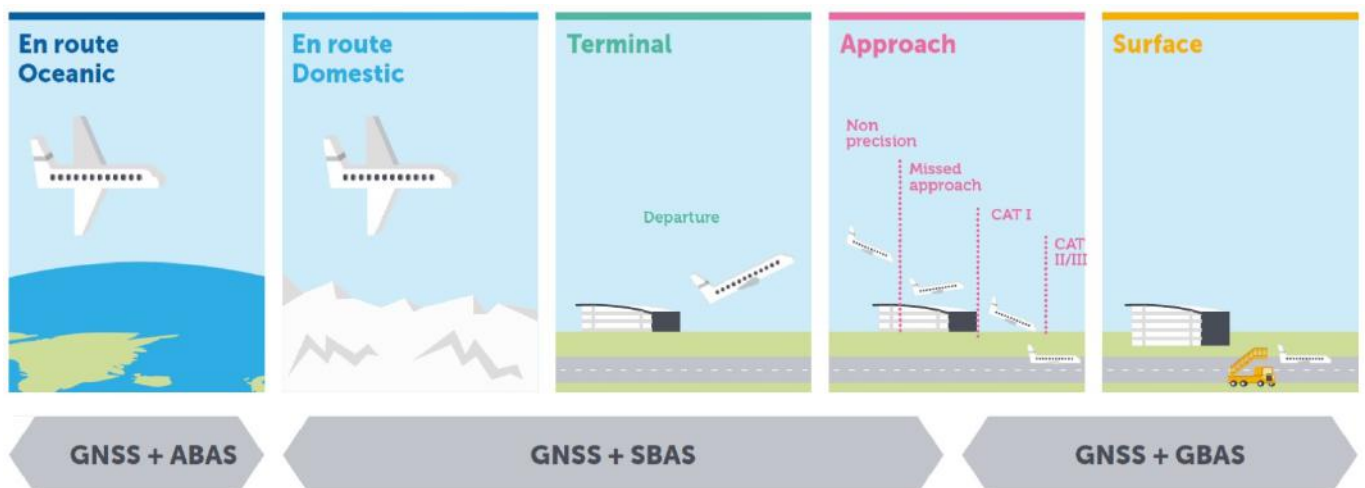 En route
Oceanic
En route
Domestic
Terminal
Departure
Approach
Non
precision
Missed
approach
CAT I
CAT
II/III
Surface
GNSS + ABAS
GNSS + SBAS
GNSS + GBAS